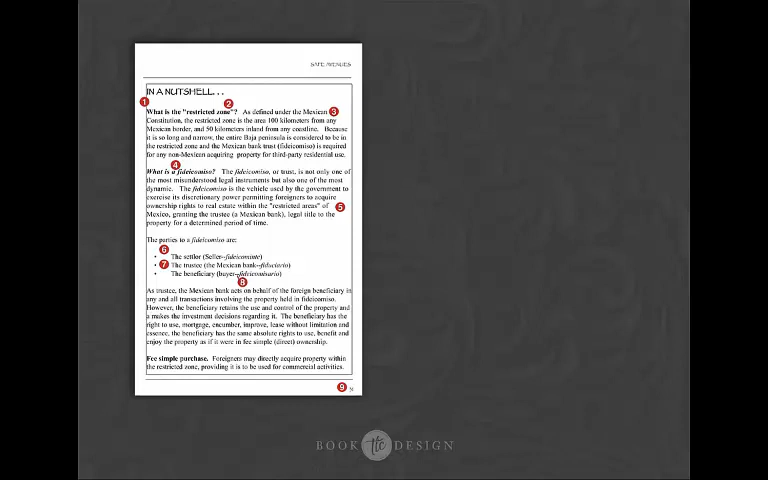 SAFE AVENUES
IN A NUTSHELL. . .
1 2
What is the "restricted zone"? As defined under the Mexican 3
Constitution, the restricted zone is the area 100 kilometers from any
Mexican border, and 50 kilometers inland from any coastline. Because
it is so long and narrow, the entire Baja peninsula is considered to be in
the restricted zone and the Mexican bank trust (fideicomiso) is required
for any non-Mexican acquiring property for third-party residential use.
4
What is a fideicomiso? The fideicomiso, or trust, is not only one of
the most misunderstood legal instruments but also one of the most
dynamic. The fideicomiso is the vehicle used by the government to
exercise its discretionary power permitting foreigners to acquire
ownership rights to real estate within the "restricted areas" of 5
Mexico, granting the trustee (a Mexican bank), legal title to the
property for a determined period of time.
The parties to a fideicomiso are:
6
• The settlor (Seller--fideicomante)
• 7 The trustee (the Mexican bank--fiduciario)
• The beneficiary (buyer--fideicomisario)
8
As trustee, the Mexican bank acts on behalf of the foreign beneficiary in
any and all transactions involving the property held in fideicomiso.
However, the beneficiary retains the use and control of the property and
a makes the investment decisions regarding it. The beneficiary has the
right to use, mortgage, encumber, improve, lease without limitation and
essence, the beneficiary has the same absolute rights to use, benefit and
enjoy the property as if it were in fee simple (direct) ownership.
Fee simple purchase. Foreigners may directly acquire property within
the restricted zone, providing it is to be used for commercial activities.
9
BOOK tlc DESIGN